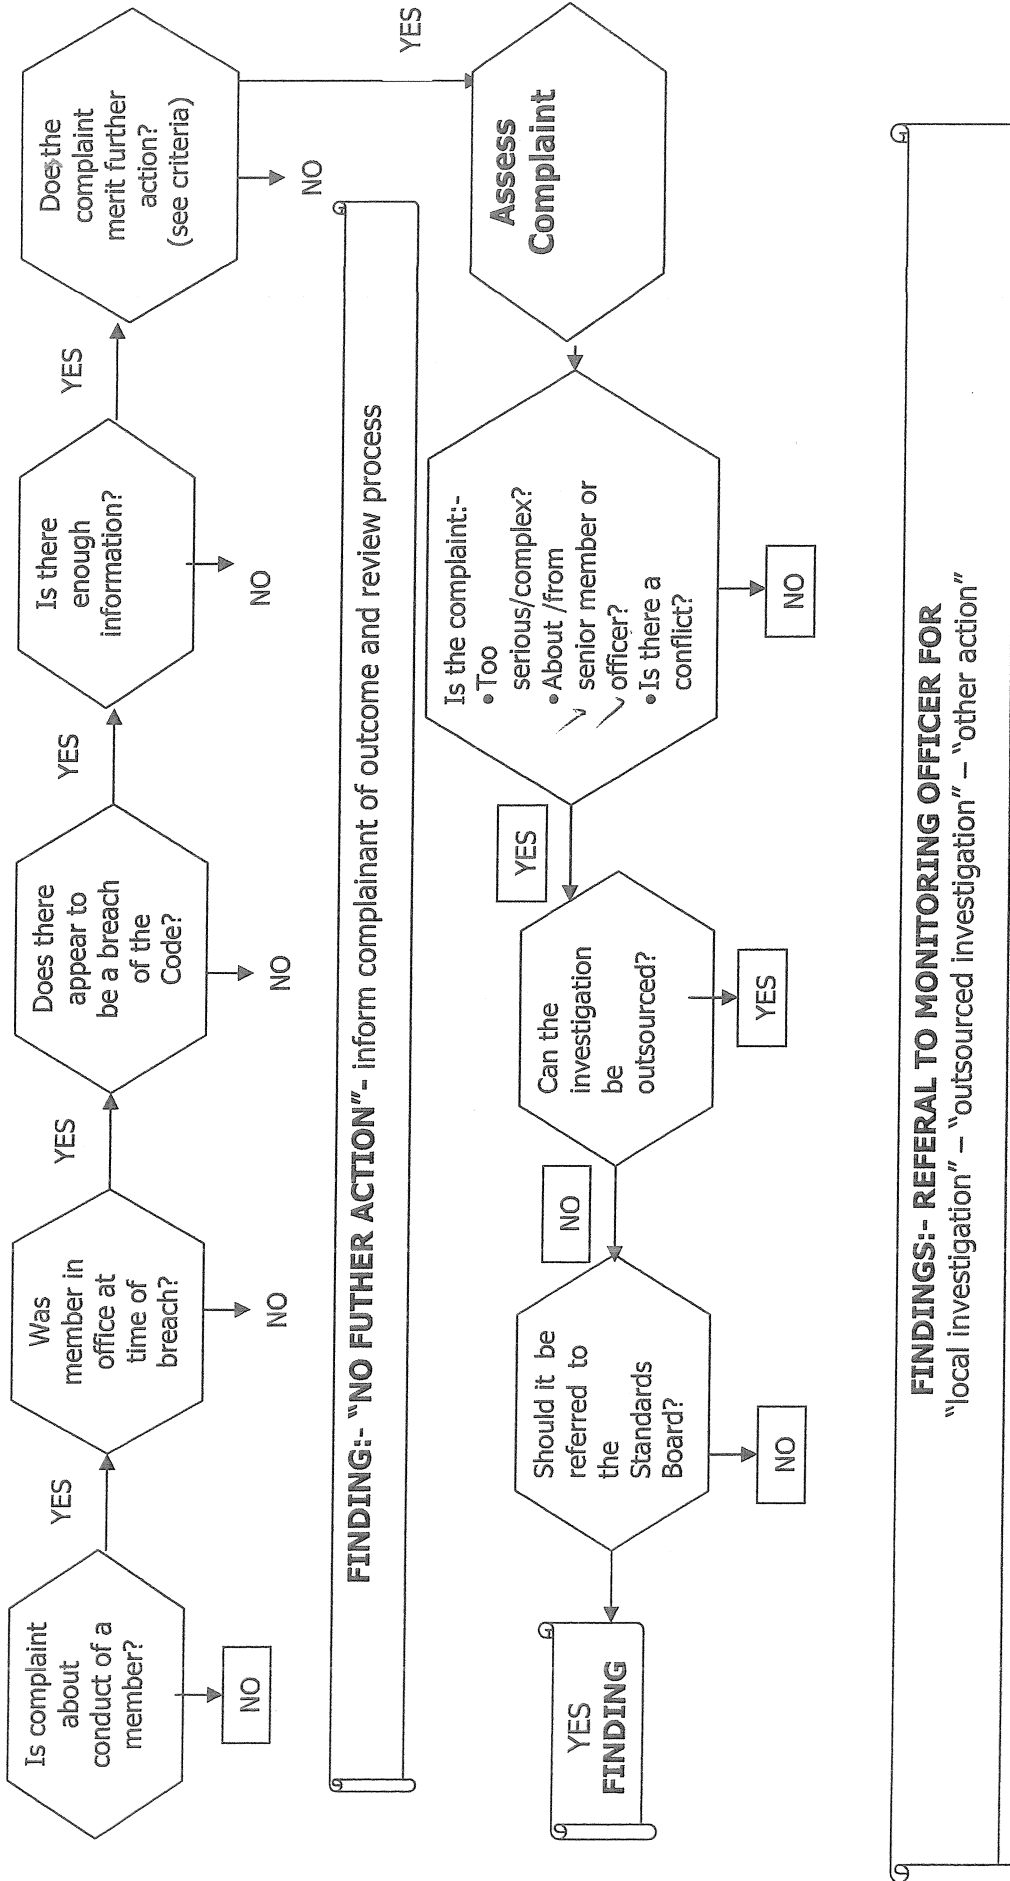 Is complaint
about
conduct of a
member?
YES
NO
Was
member in
office at
time of
breach?
YES
NO
Does there
appear to
be a breach
of the
Code?
YES
NO
Is there
enough
information?
YES
NO
Does the
complaint
merit further
action?
(see criteria)
NO
YES
FINDING:- “NO FUTHER ACTION”- inform complainant of outcome and review process
Assess
Complaint
Is the complaint:-
•Too
serious/complex?
•About /from
senior member or
officer?
•Is there a
conflict?
YES
NO
Can the
investigation
be
outsourced?
NO
YES
Should it be
referred to
the
Standards
Board?
NO
YES
FINDING
FINDINGS:- REFERAL TO MONITORING OFFICER FOR
“local investigation” – “outsourced investigation” – “other action”